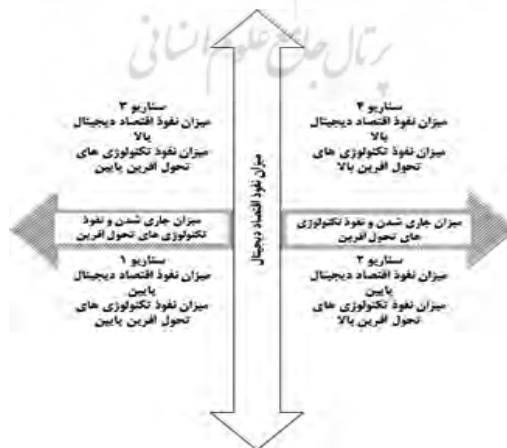 پرتال جامع علوم انسانی
سناریو ۴
میزان نفوذ اقتصاد دیجیتال
بالا
میزان نفوذ تکنولوژی های
تحول آفرین بالا
سناریو ۳
میزان نفوذ اقتصاد دیجیتال
بالا
میزان نفوذ تکنولوژی های
تحول آفرین پایین
میزان نفوذ اقتصاد دیجیتال
میزان جاری شدن و نفوذ تکنولوژی
های تحول آفرین
میزان جاری شدن و نفوذ
تکنولوژی های تحول آفرین
سناریو ۲
میزان نفوذ اقتصاد دیجیتال
پایین
میزان نفوذ تکنولوژی های
تحول آفرین بالا
سناریو ۱
میزان نفوذ اقتصاد دیجیتال
پایین
میزان نفوذ تکنولوژی های
تحول آفرین پایین